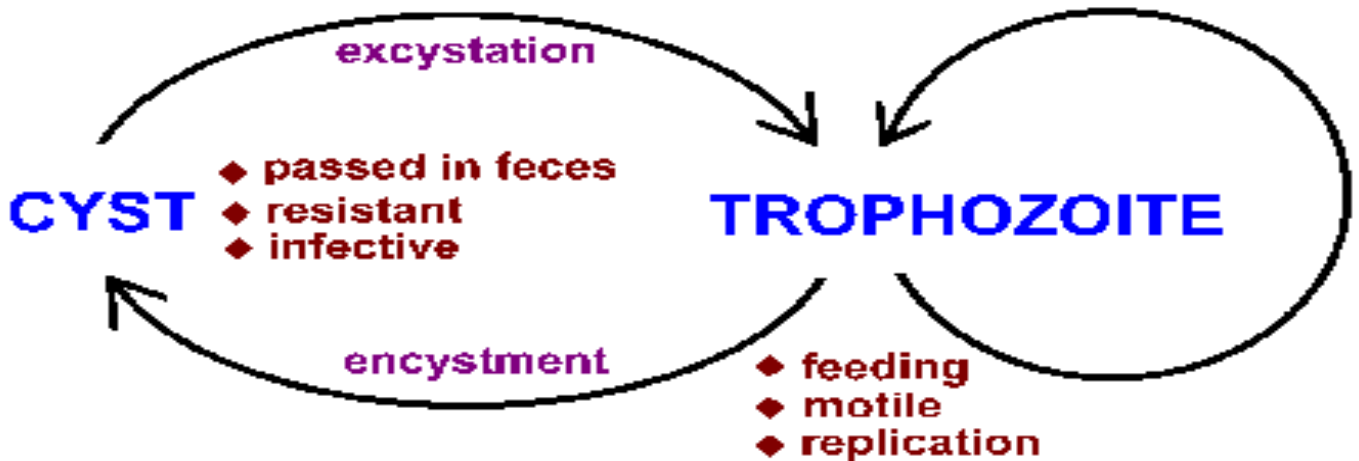 excystation
CYST
◆ passed in feces
◆ resistant
◆ infective
TROPHOZOITE
encystment
◆ feeding
◆ motile
◆ replication